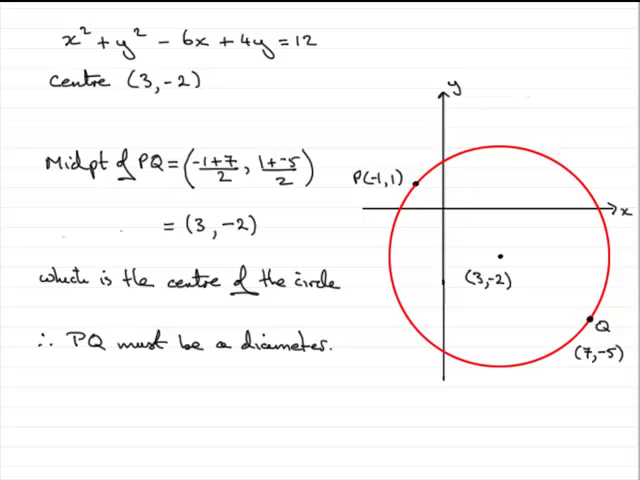 x² + y² - 6x + 4y = 12
centre (3, -2)
Midpt of PQ = (-1+7/2, 1+-5/2)
= (3, -2)
which is the centre of the circle
∴ PQ must be a diameter.
y
P(-1, 1)
x
(3, -2)
Q
(7, -5)